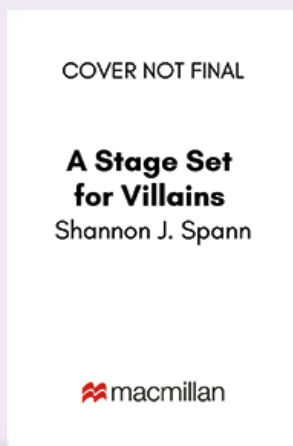 COVER NOT FINAL
A Stage Set
for Villains
Shannon J. Spann
macmillan